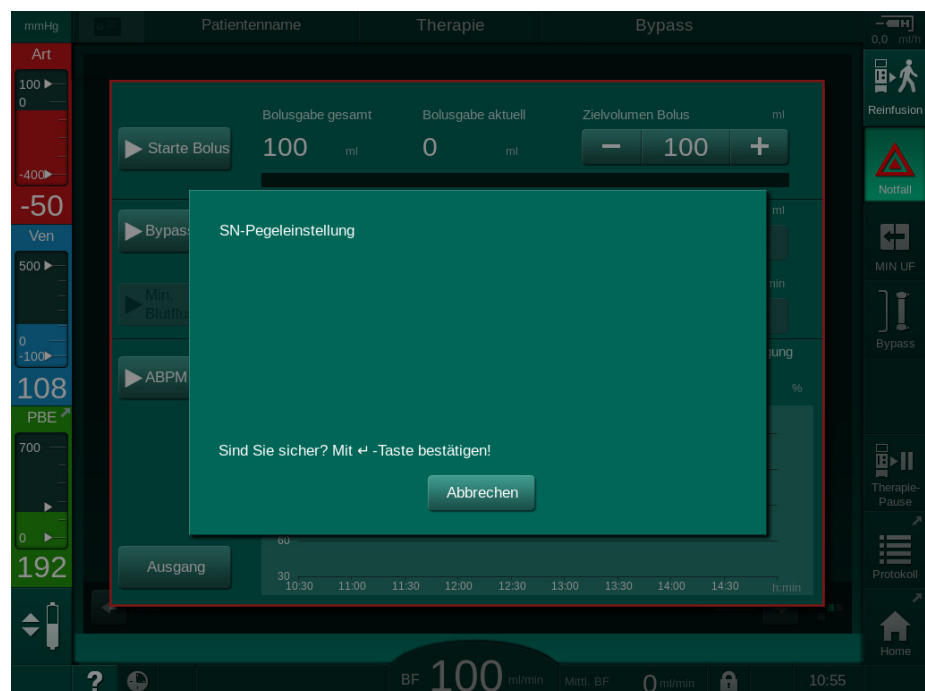 mmHg
Patientenname
Therapie
Bypass
0,0 ml/h
Art
100
0
-400
-50
Ven
500
0
-100
108
PBE
700
0
192
Bolusgabe gesamt
Bolusgabe aktuell
Zielvolumen Bolus
ml
Starte Bolus
100 ml
0 ml
− 100 +
ml
Bypass
SN-Pegeleinstellung
Min.
ABPM
%
Sind Sie sicher? Mit ↵ -Taste bestätigen!
Abbrechen
60
30
Ausgang
10:30 11:00 11:30 12:00 12:30 13:00 13:30 14:00 14:30 h:min
Reinfusion
Notfall
MIN UF
Bypass
Therapie-
Pause
Protokoll
Home
? BF 100 ml/min Mittl. BF 0 ml/min 10:55